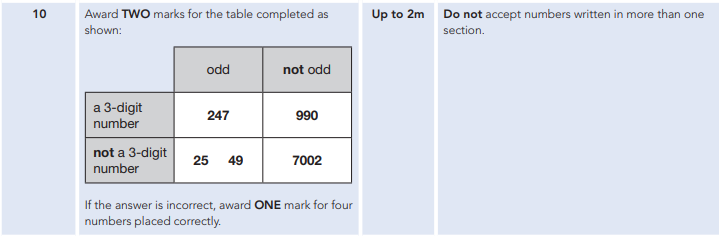 10
Award TWO marks for the table completed as
shown:
odd
not odd
a 3-digit
number
247
990
not a 3-digit
number
25 49
7002
If the answer is incorrect, award ONE mark for four
numbers placed correctly.
Up to 2m
Do not accept numbers written in more than one
section.